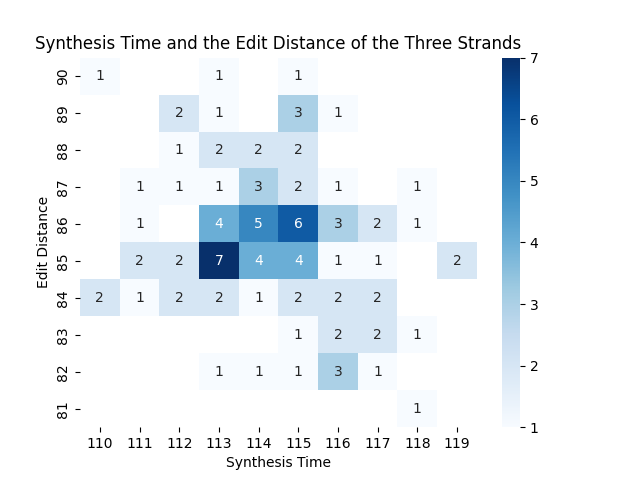 Synthesis Time and the Edit Distance of the Three Strands
90 1 1 1
89 2 1 3 1
88 1 2 2 2
87 1 1 1 3 2 1 1
86 1 4 5 6 3 2 1
85 2 2 7 4 4 1 1 2
84 2 1 2 2 1 2 2 2
83 1 2 2 1
82 1 1 1 3 1
81 1
110 111 112 113 114 115 116 117 118 119
Synthesis Time
Edit Distance
7
6
5
4
3
2
1